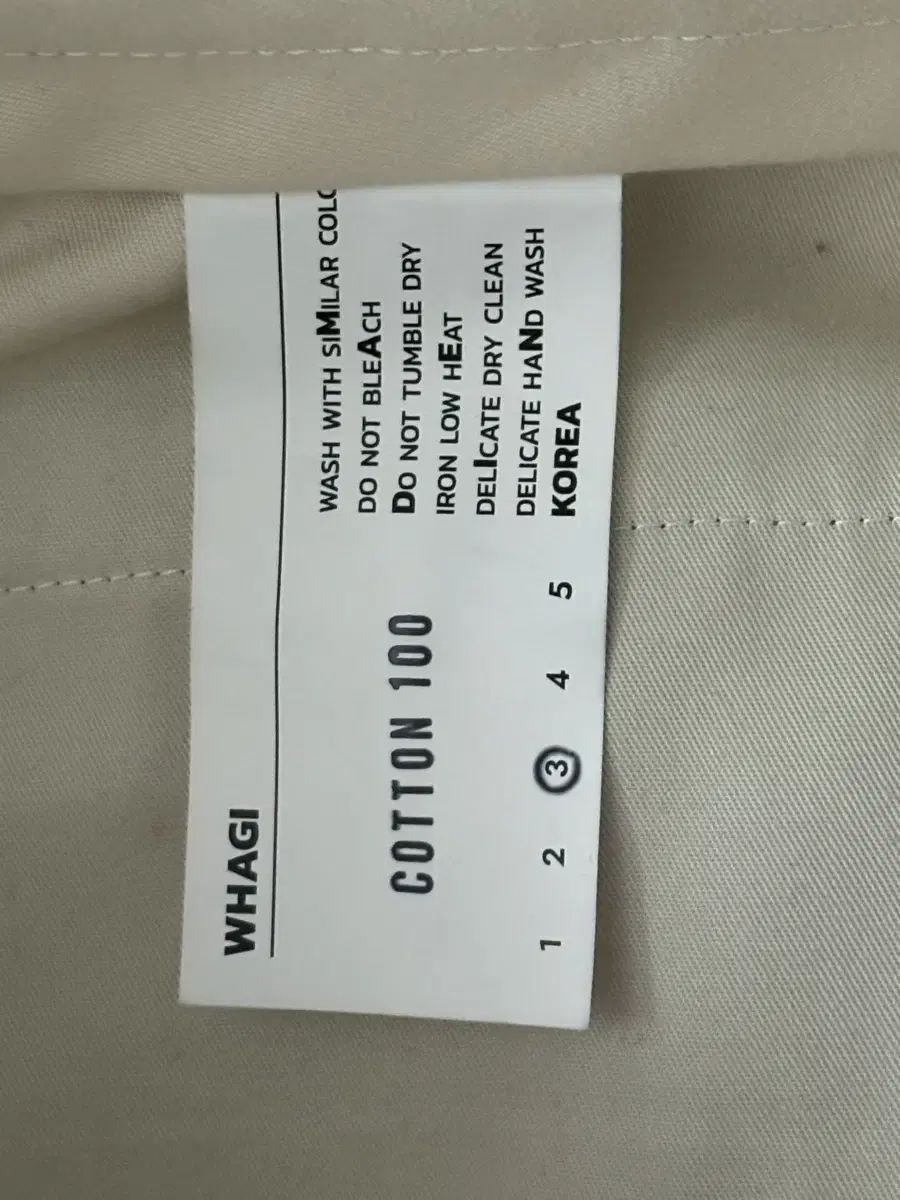 WHAGI
COTTON 100
1 2 3 4 5
WASH WITH SIMILAR
DO NOT BLEACH
DO NOT TUMBLE DRY
IRON LOW HEAT
DELICATE DRY CLEAN
DELICATE HAND WASH
KOREA